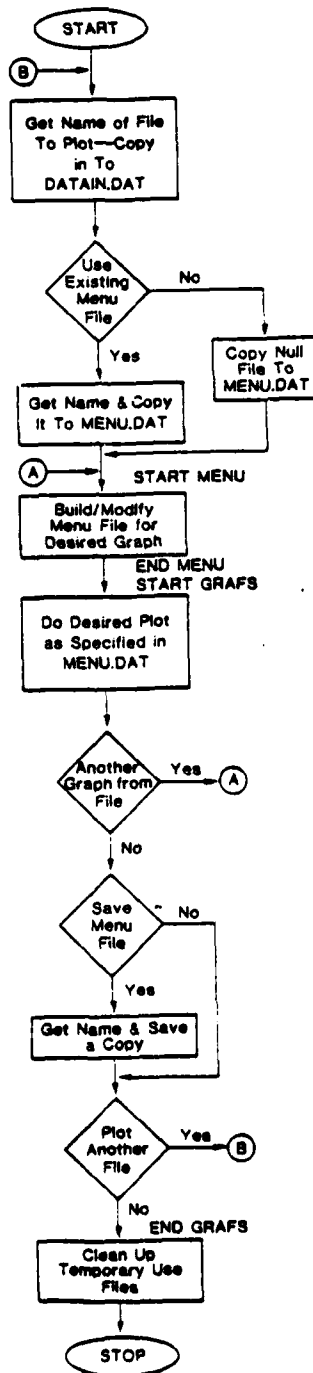 START
B
Get Name of File
To Plot—Copy
in To
DATAIN.DAT
Use
Existing
Menu
File
No
Yes
Copy Null
File To
MENU.DAT
Get Name & Copy
It To MENU.DAT
A
START MENU
Build/Modify
Menu File for
Desired Graph
END MENU
START GRAFS
Do Desired Plot
as Specified in
MENU.DAT
Another
Graph from
File
Yes
A
No
Save
Menu
File
No
Yes
Get Name & Save
a Copy
Plot
Another
File
Yes
B
No
END GRAFS
Clean Up
Temporary Use
Files
STOP